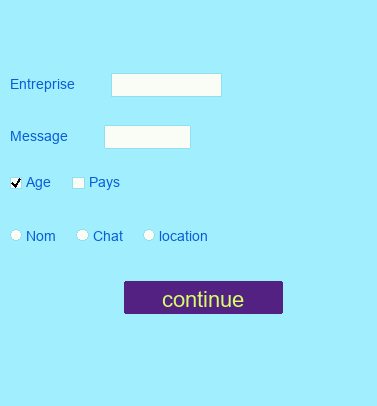 Entreprise
Message
Age Pays
Nom Chat location
continue